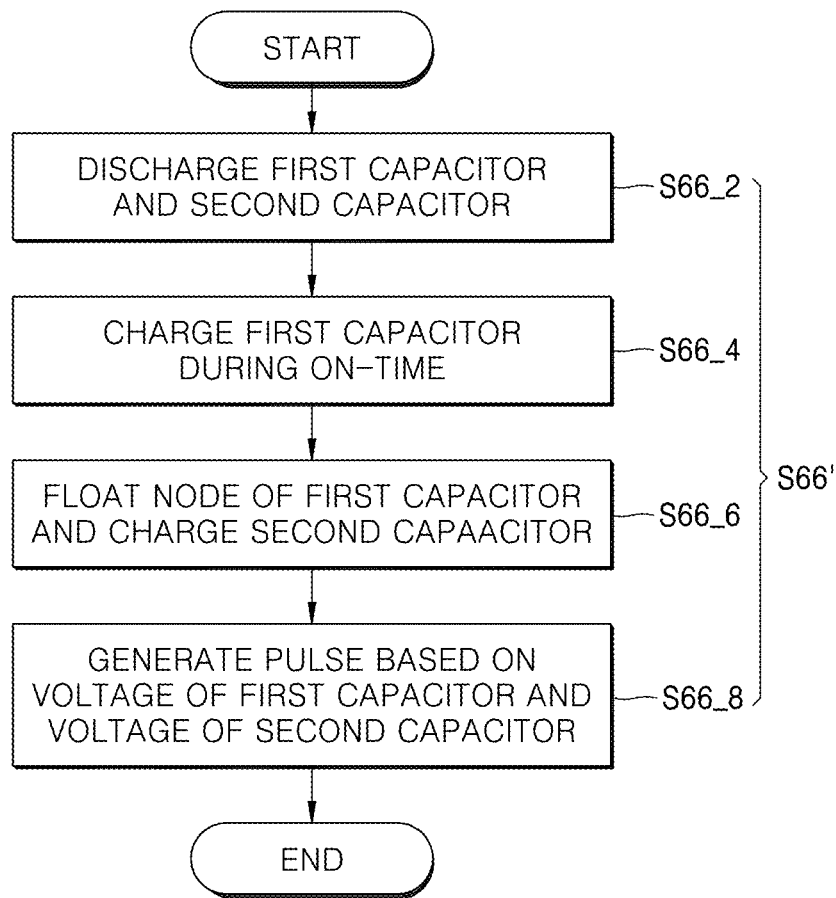 START
DISCHARGE FIRST CAPACITOR
AND SECOND CAPACITOR
S66_2
CHARGE FIRST CAPACITOR
DURING ON-TIME
S66_4
FLOAT NODE OF FIRST CAPACITOR
AND CHARGE SECOND CAPAACITOR
S66_6
S66'
GENERATE PULSE BASED ON
VOLTAGE OF FIRST CAPACITOR AND
VOLTAGE OF SECOND CAPACITOR
S66_8
END